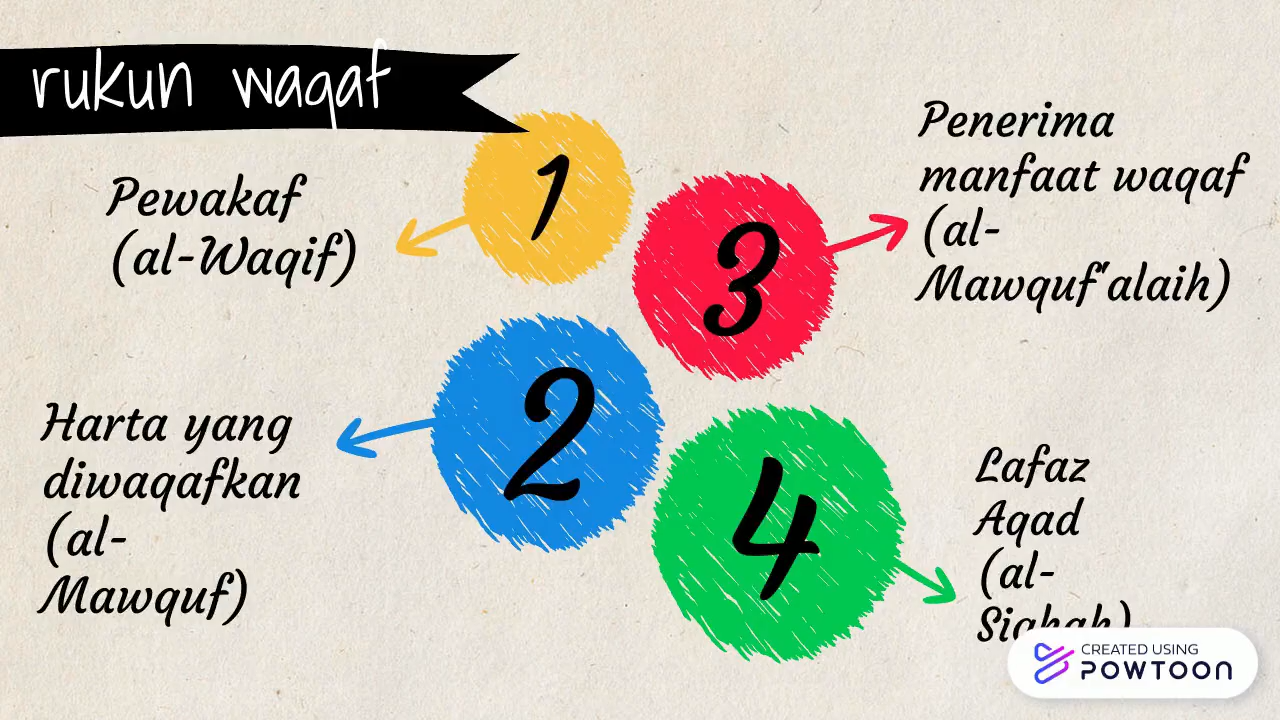 rukun waqaf
1
Pewakaf
(al-Waqif)
2
Harta yang
diwaqafkan
(al-
Mawquf)
3
Penerima
manfaat waqaf
(al-
Mawquf'alaih)
4
Lafaz
Aqad
(al-
CREATED USING
POWTOON